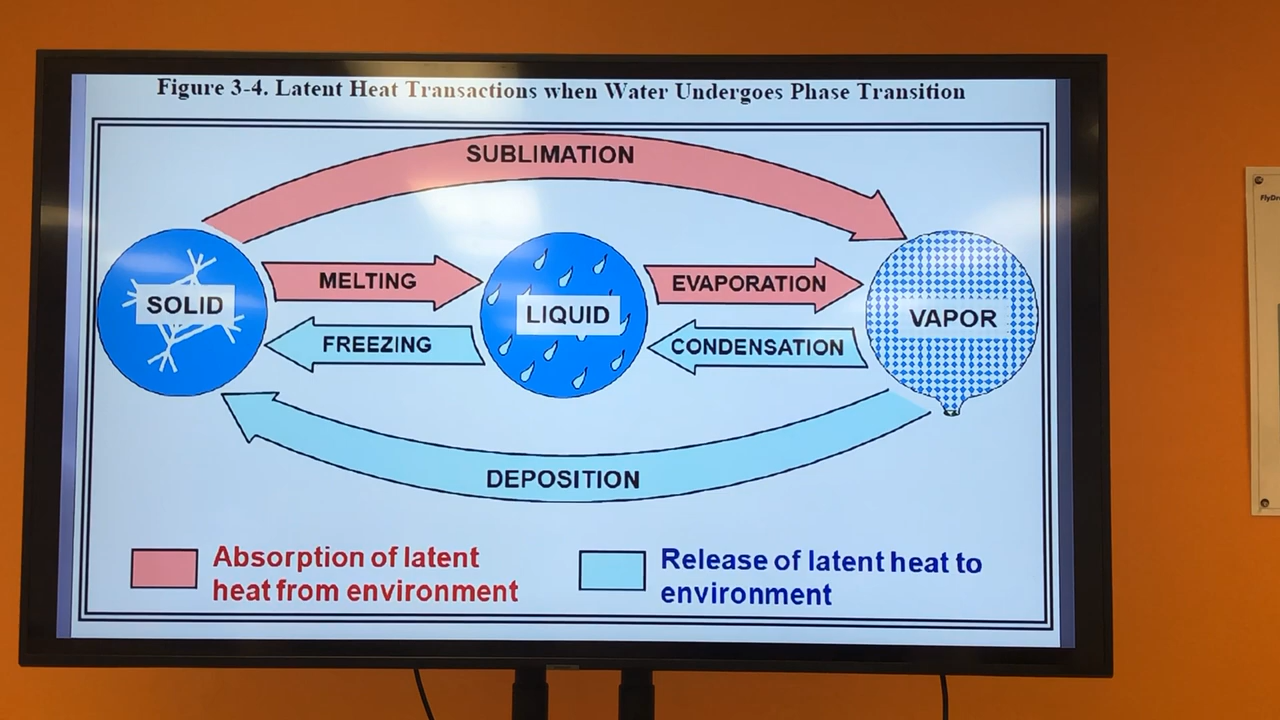 Figure 3-4. Latent Heat Transactions when Water Undergoes Phase Transition
SUBLIMATION
MELTING
EVAPORATION
SOLID
LIQUID
VAPOR
FREEZING
CONDENSATION
DEPOSITION
Absorption of latent
heat from environment
Release of latent heat to
environment